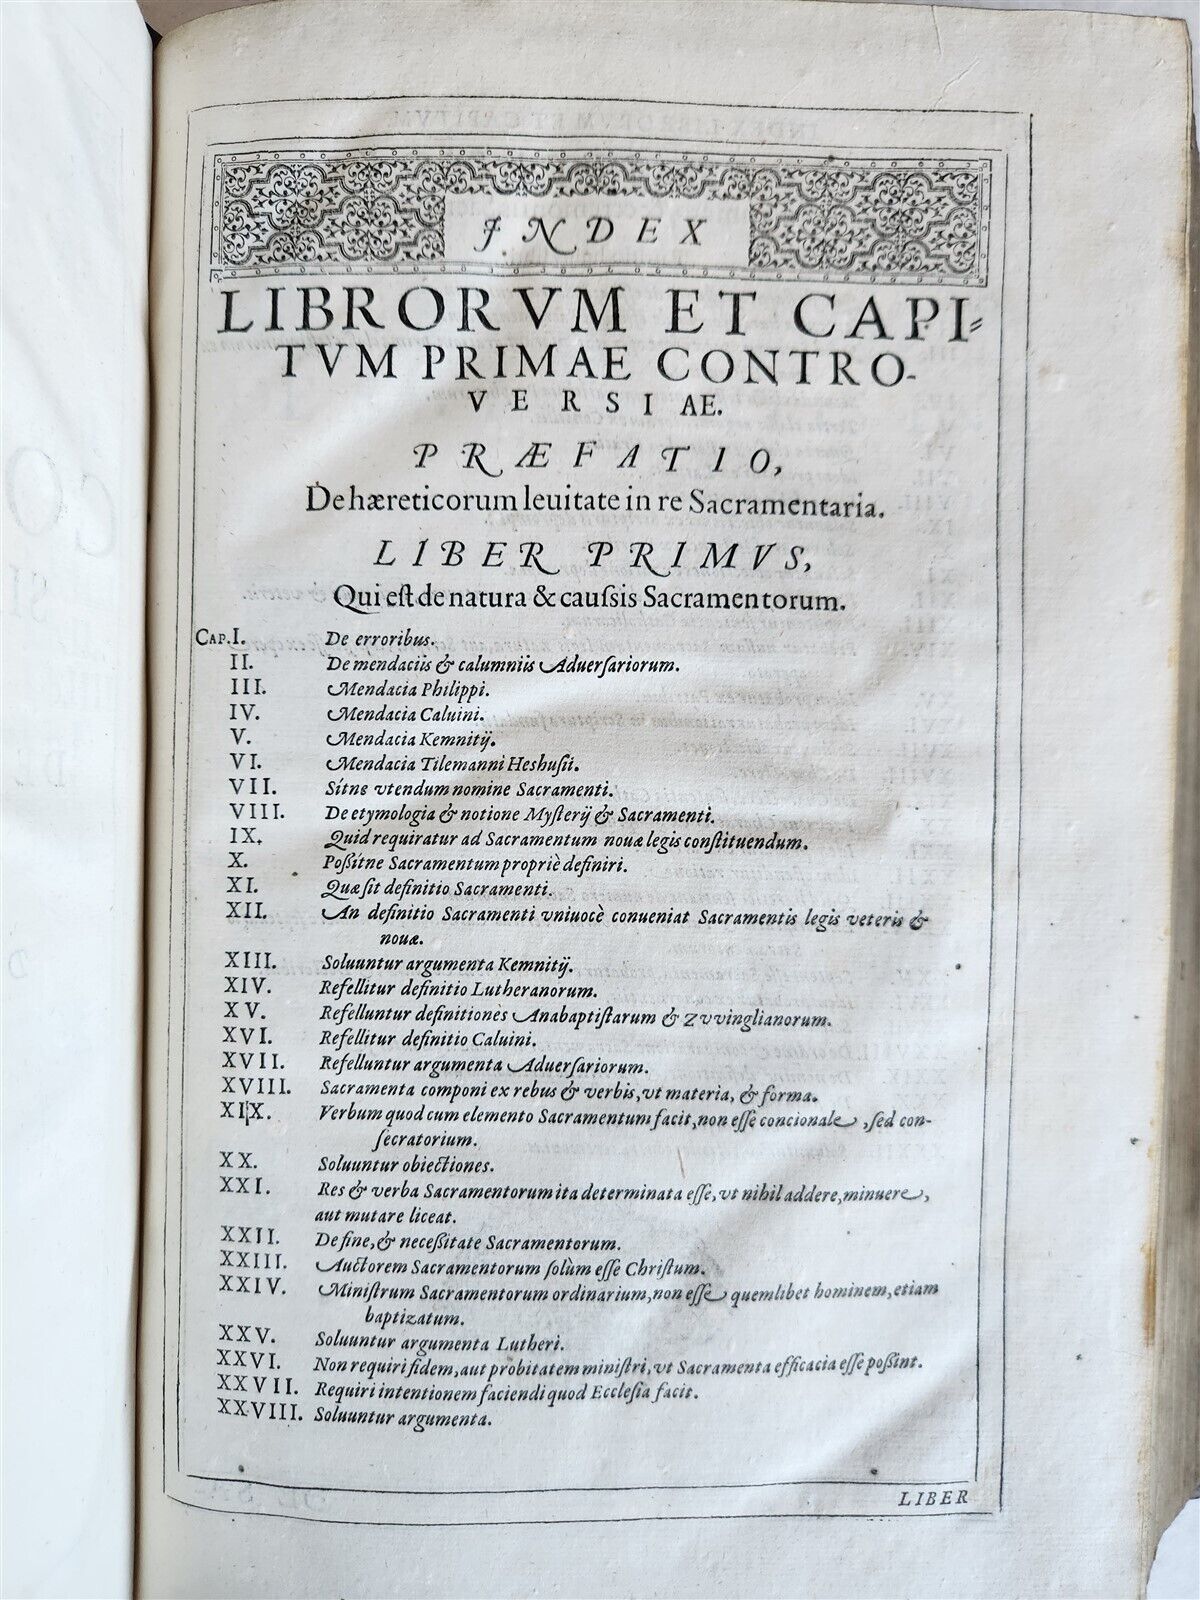 INDEX
LIBRORVM ET CAPI-
TVM PRIMAE CONTRO-
VERSIAE.
PRÆFATIO,
De hæreticorum leuitate in re Sacramentaria.
LIBER PRIMVS,
Qui est de natura & caussis Sacramentorum.
CAP. I. De erroribus.
II. De mendaciis & calumniis Aduersariorum.
III. Mendacia Philippi.
IV. Mendacia Caluini.
V. Mendacia Kemnitij.
VI. Mendacia Tilemanni Heshusii.
VII. Sitne vtendum nomine Sacramenti.
VIII. De etymologia & notione Mysterij & Sacramenti.
IX. Quid requiratur ad Sacramentum nouæ legis constituendum.
X. Poßitne Sacramentum propriè definiri.
XI. Quæ sit definitio Sacramenti.
XII. An definitio Sacramenti vniuocè conueniat Sacramentis legis veteris &
nouæ.
XIII. Soluuntur argumenta Kemnitij.
XIV. Refellitur definitio Lutheranorum.
XV. Refelluntur definitiones Anabaptistarum & Zvvinglianorum.
XVI. Refellitur definitio Caluini.
XVII. Refelluntur argumenta Aduersariorum.
XVIII. Sacramenta componi ex rebus & verbis, vt materia, & forma.
XIX. Verbum quod cum elemento Sacramentum facit, non esse concionale, sed con-
secratorium.
XX. Soluuntur obiectiones.
XXI. Res & verba Sacramentorum ita determinata esse, vt nihil addere, minuere,
aut mutare liceat.
XXII. De fine, & neceßitate Sacramentorum.
XXIII. Auctorem Sacramentorum solùm esse Christum.
XXIV. Ministrum Sacramentorum ordinarium, non esse quemlibet hominem, etiam
baptizatum.
XXV. Soluuntur argumenta Lutheri.
XXVI. Non requiri fidem, aut probitatem ministri, vt Sacramenta efficacia esse poßint.
XXVII. Requiri intentionem faciendi quod Ecclesia facit.
XXVIII. Soluuntur argumenta.
LIBER